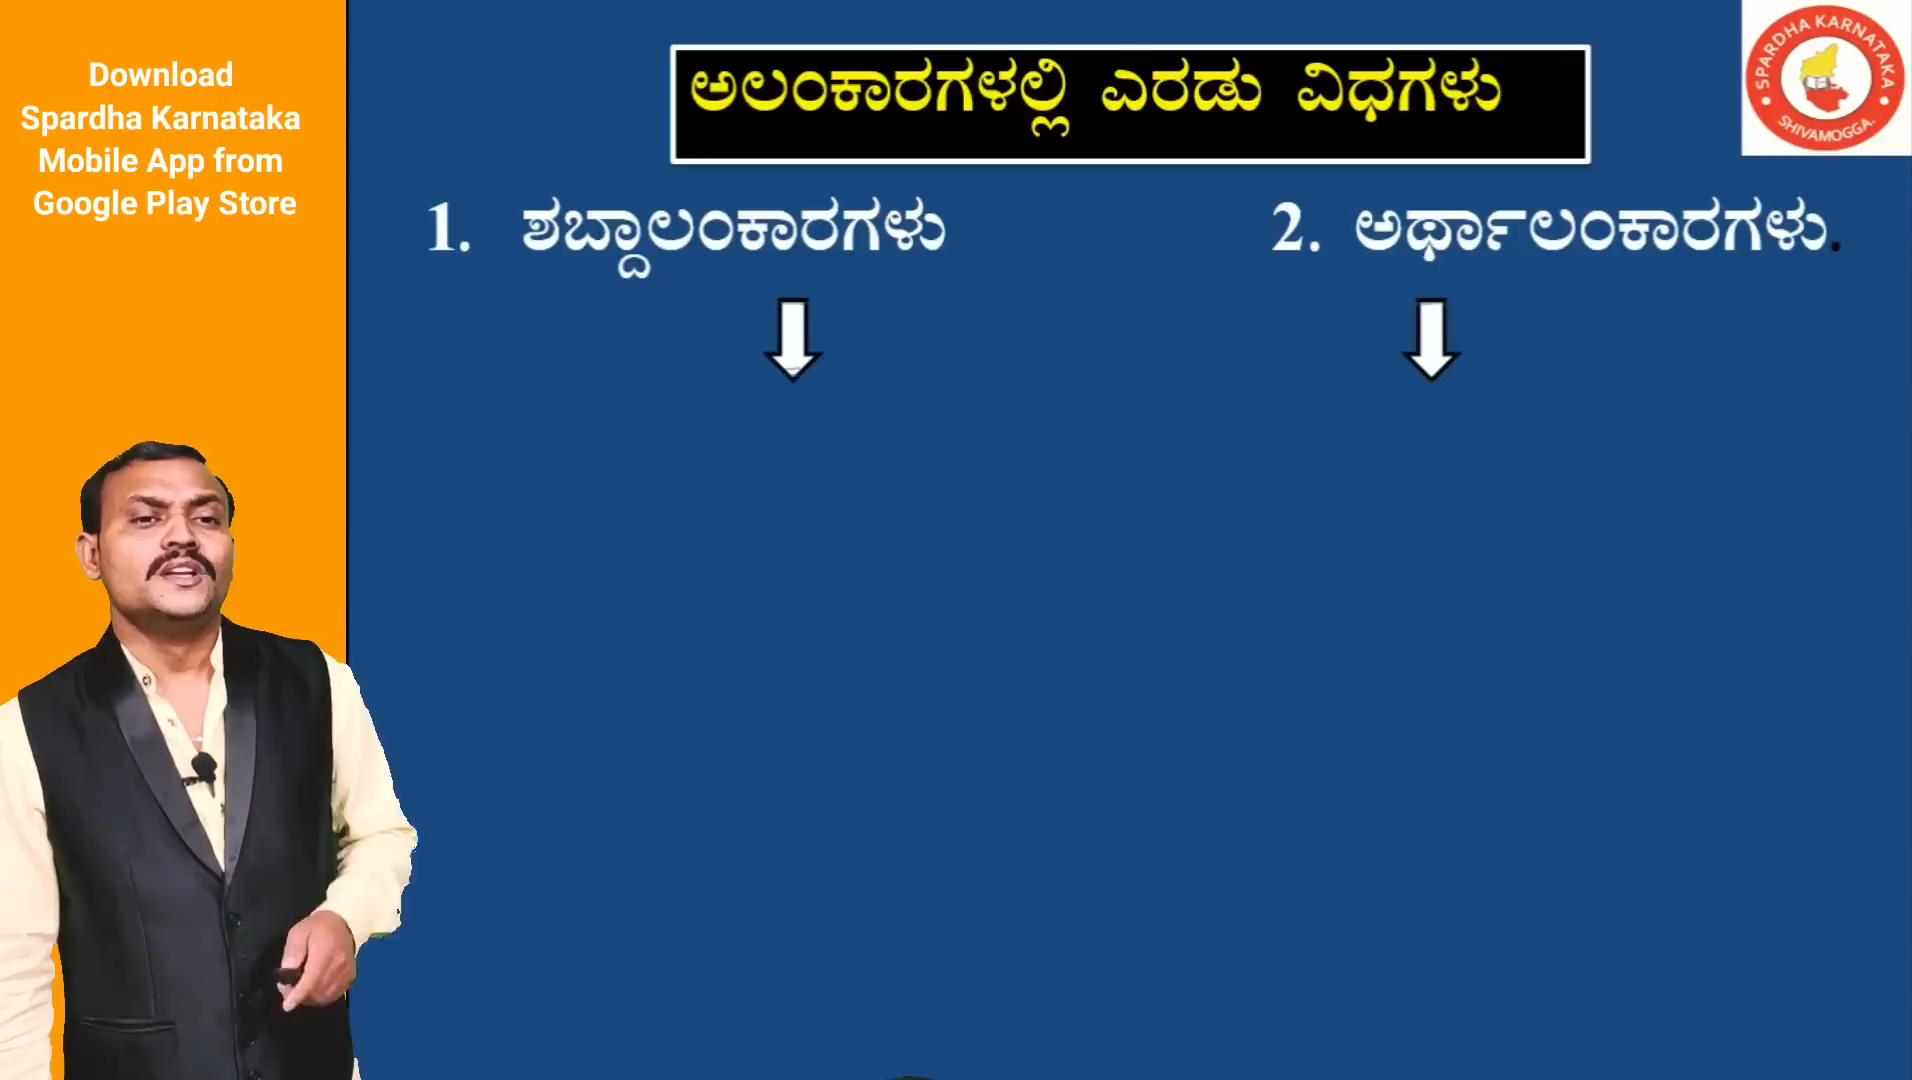 Download
Spardha Karnataka
Mobile App from
Google Play Store
ಅಲಂಕಾರಗಳಲ್ಲಿ ಎರಡು ವಿಧಗಳು
SPARDHA KARNATAKA
SHIVAMOGGA.
1. ಶಬ್ದಾಲಂಕಾರಗಳು
2. ಅರ್ಥಾಲಂಕಾರಗಳು.